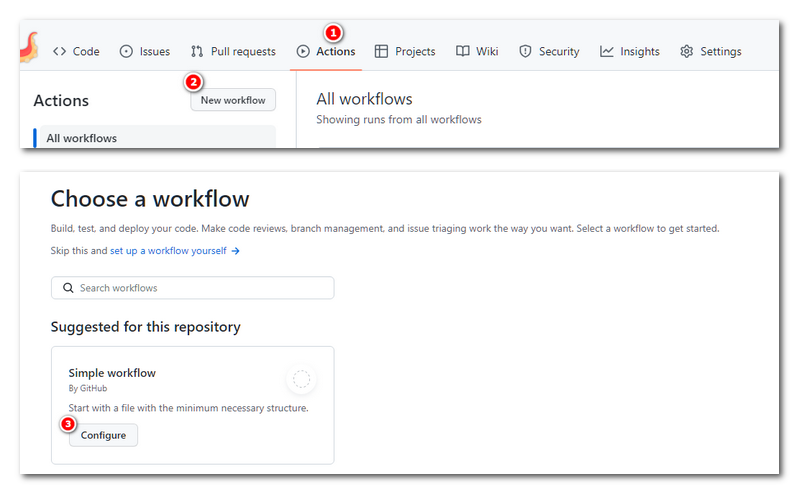 1
Code Issues Pull requests Actions Projects Wiki Security Insights Settings
2
Actions New workflow All workflows
Showing runs from all workflows
All workflows
Choose a workflow
Build, test, and deploy your code. Make code reviews, branch management, and issue triaging work the way you want. Select a workflow to get started.
Skip this and set up a workflow yourself →
Search workflows
Suggested for this repository
Simple workflow
By GitHub
Start with a file with the minimum necessary structure.
3
Configure